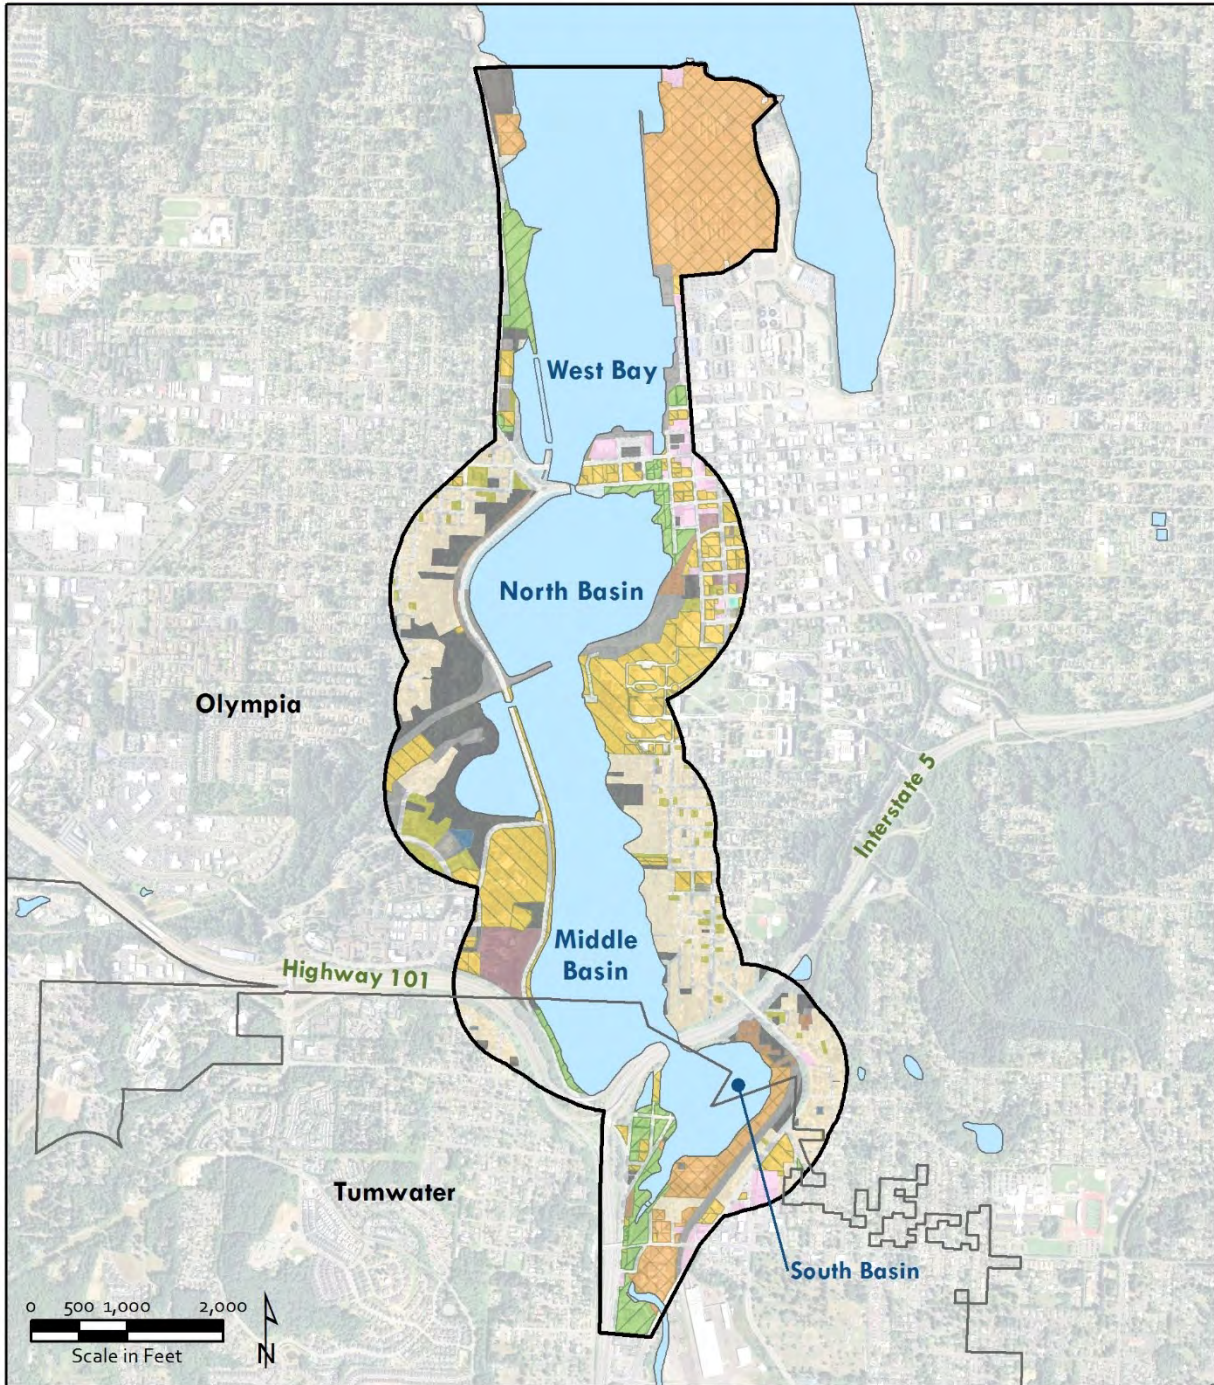 West Bay
North Basin
Olympia
Interstate 5
Middle
Basin
Highway 101
Tumwater
South Basin
0 500 1,000 2,000
Scale in Feet
N